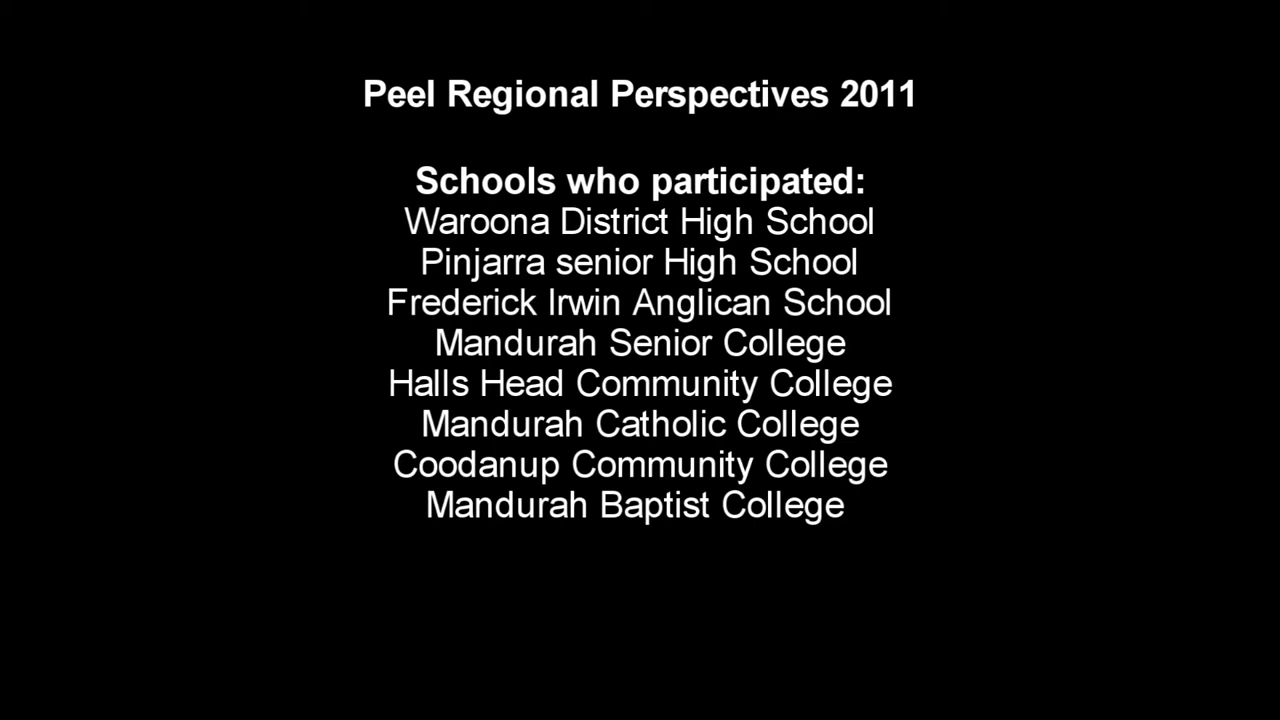 Peel Regional Perspectives 2011
Schools who participated:
Waroona District High School
Pinjarra senior High School
Frederick Irwin Anglican School
Mandurah Senior College
Halls Head Community College
Mandurah Catholic College
Coodanup Community College
Mandurah Baptist College